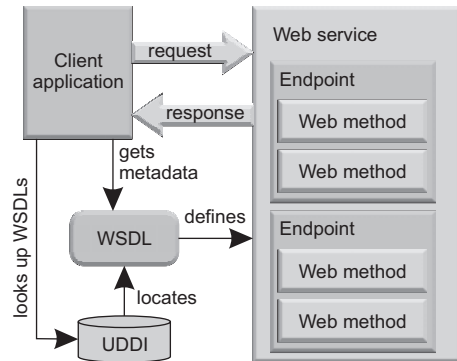 Client
application
request
response
Web service
Endpoint
Web method
Web method
Endpoint
Web method
Web method
gets
metadata
looks up WSDLs
WSDL
defines
locates
UDDI